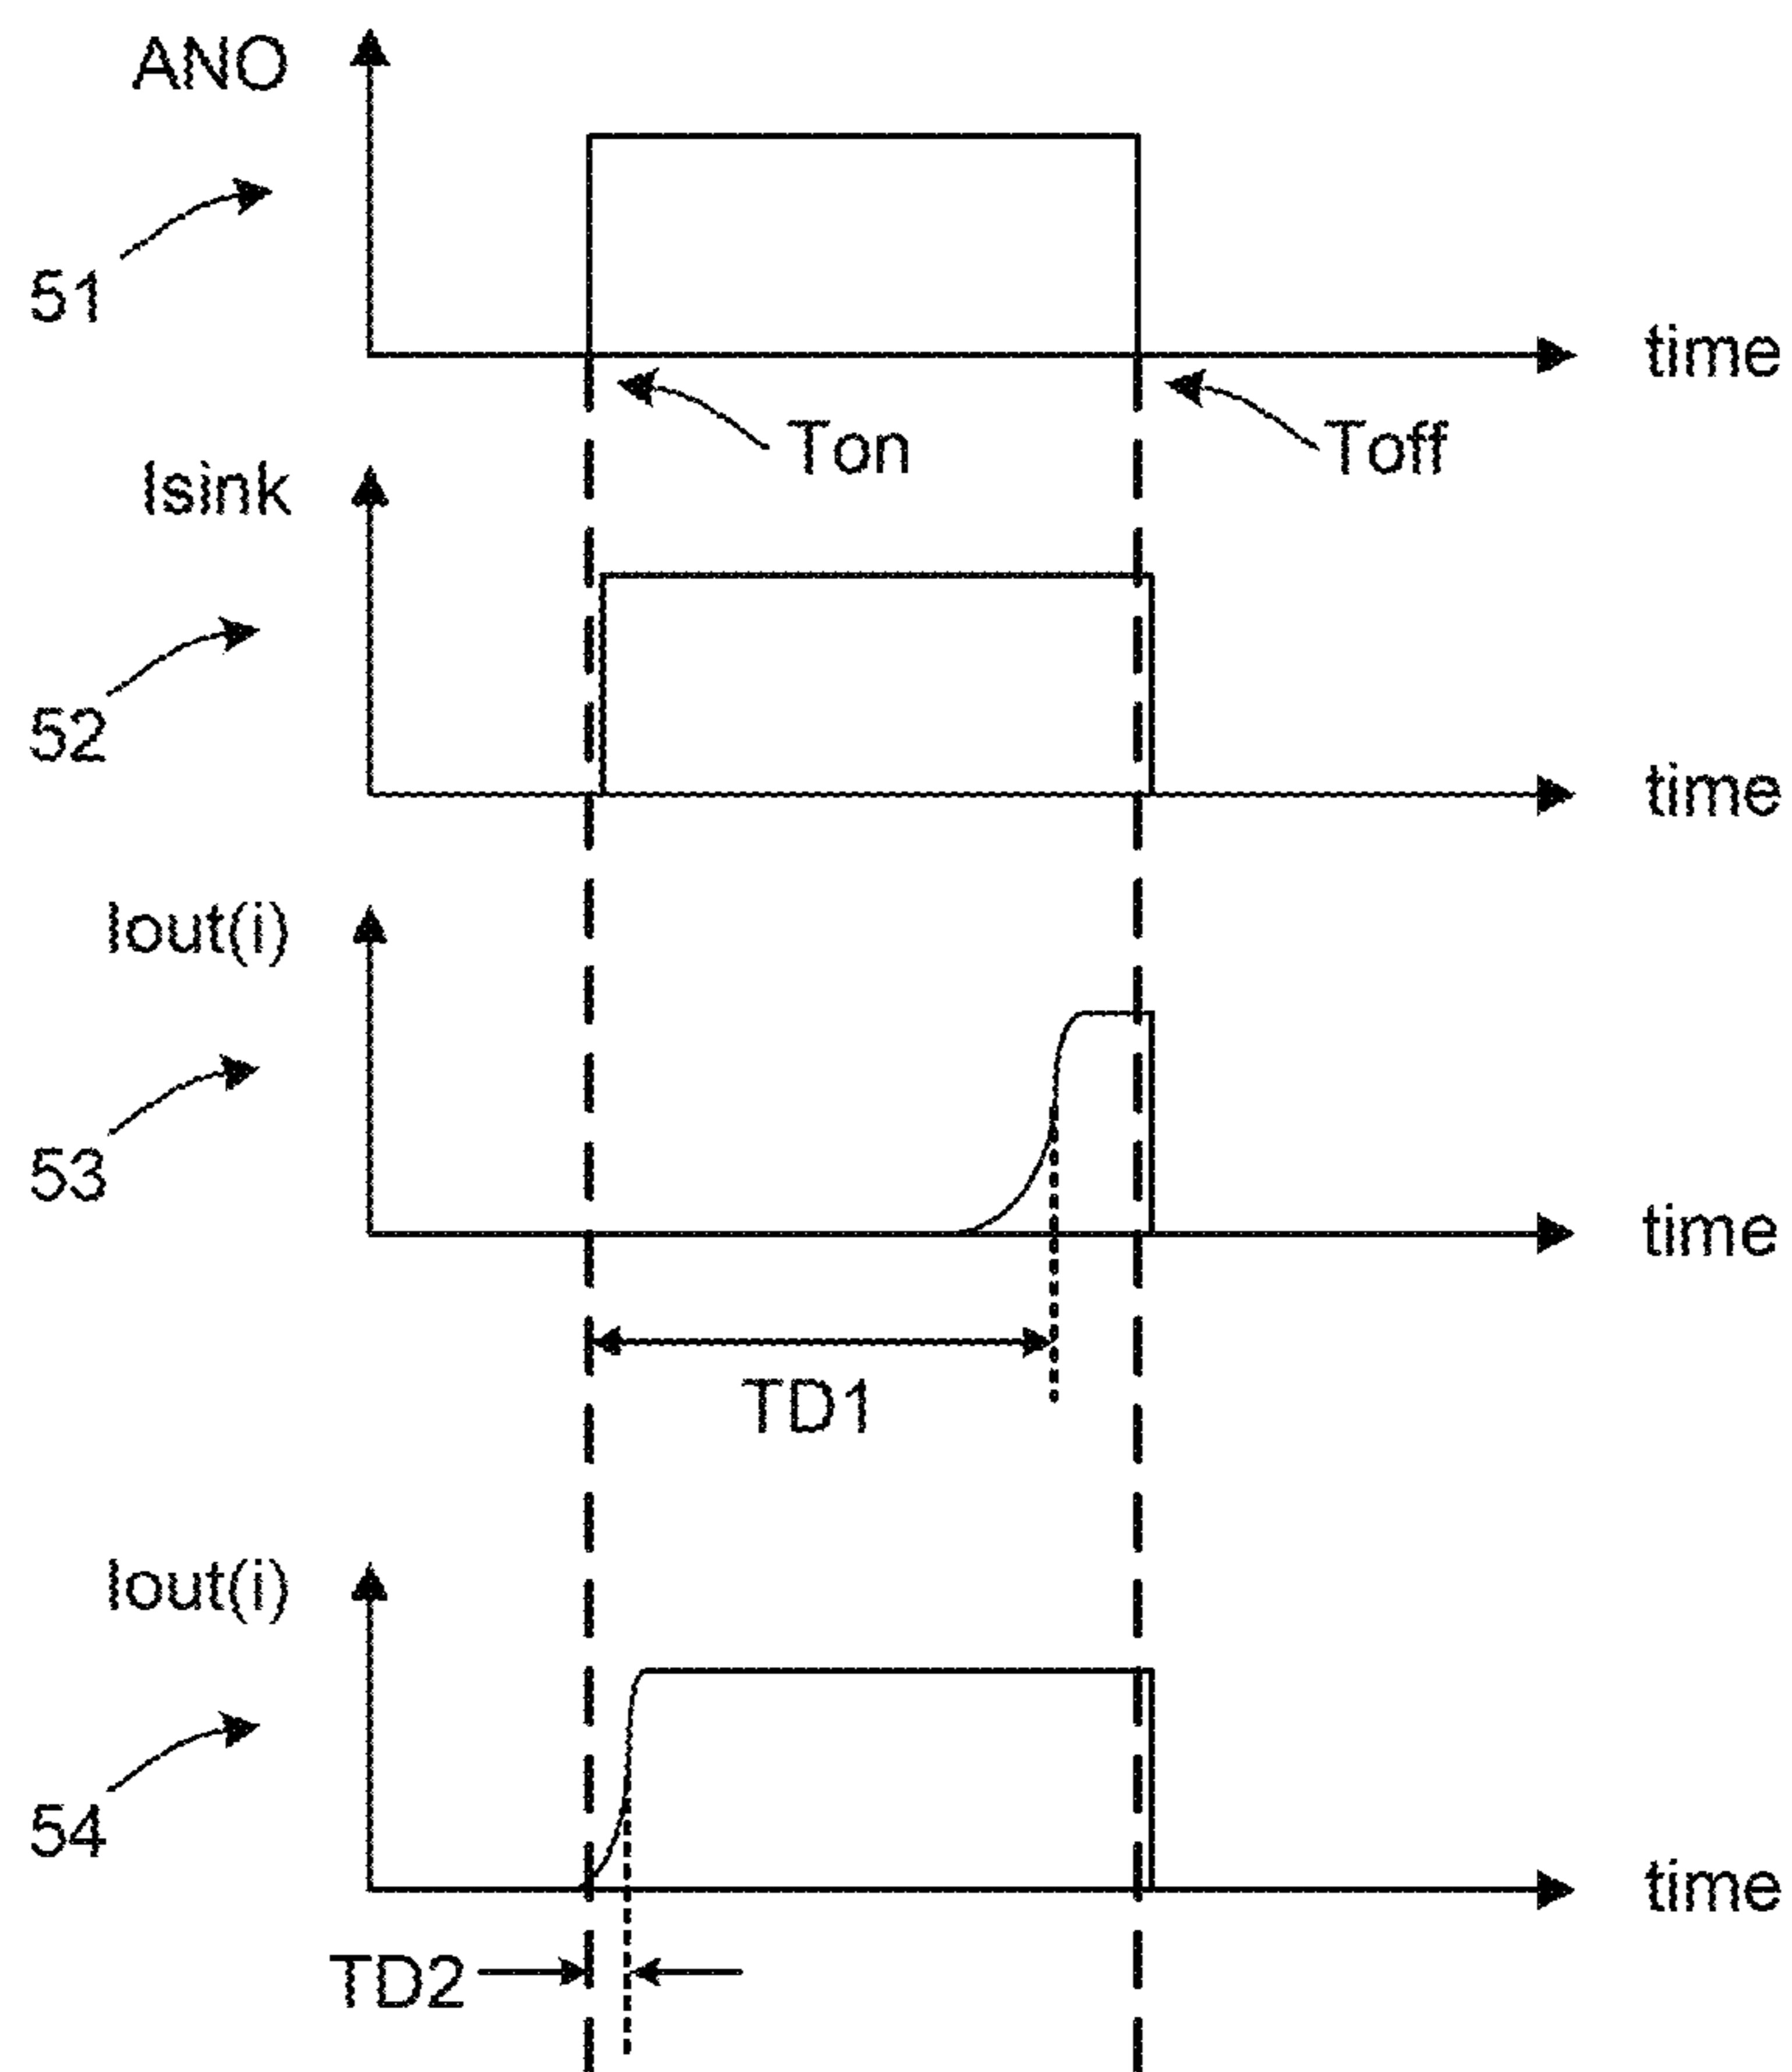 ANO
51
time
Ton
Toff
Isink
52
time
Iout(i)
53
time
TD1
Iout(i)
54
time
TD2